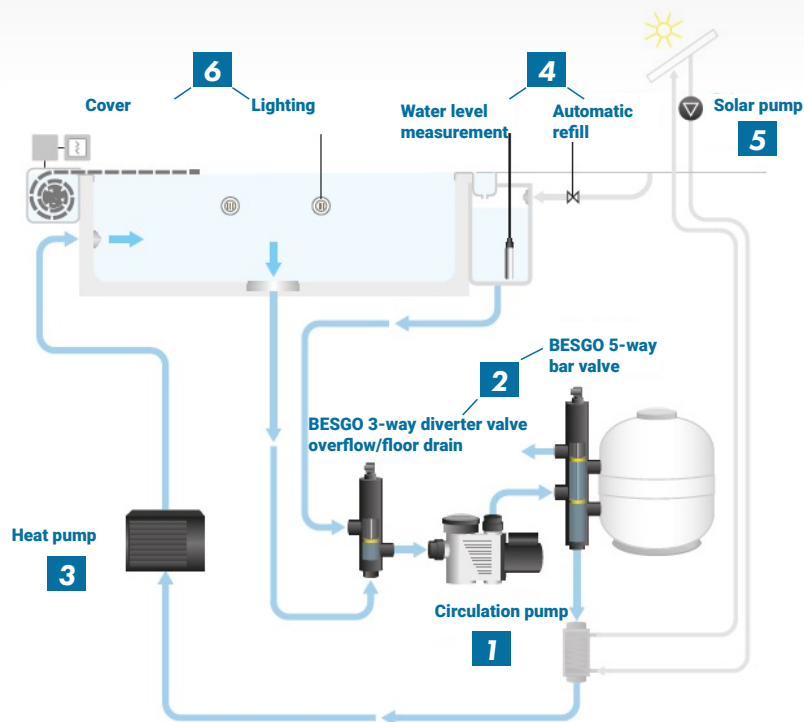 6
4
Cover
Lighting
Water level
measurement
Automatic
refill
Solar pump
5
BESGO 5-way
bar valve
2
BESGO 3-way diverter valve
overflow/floor drain
Heat pump
3
Circulation pump
1